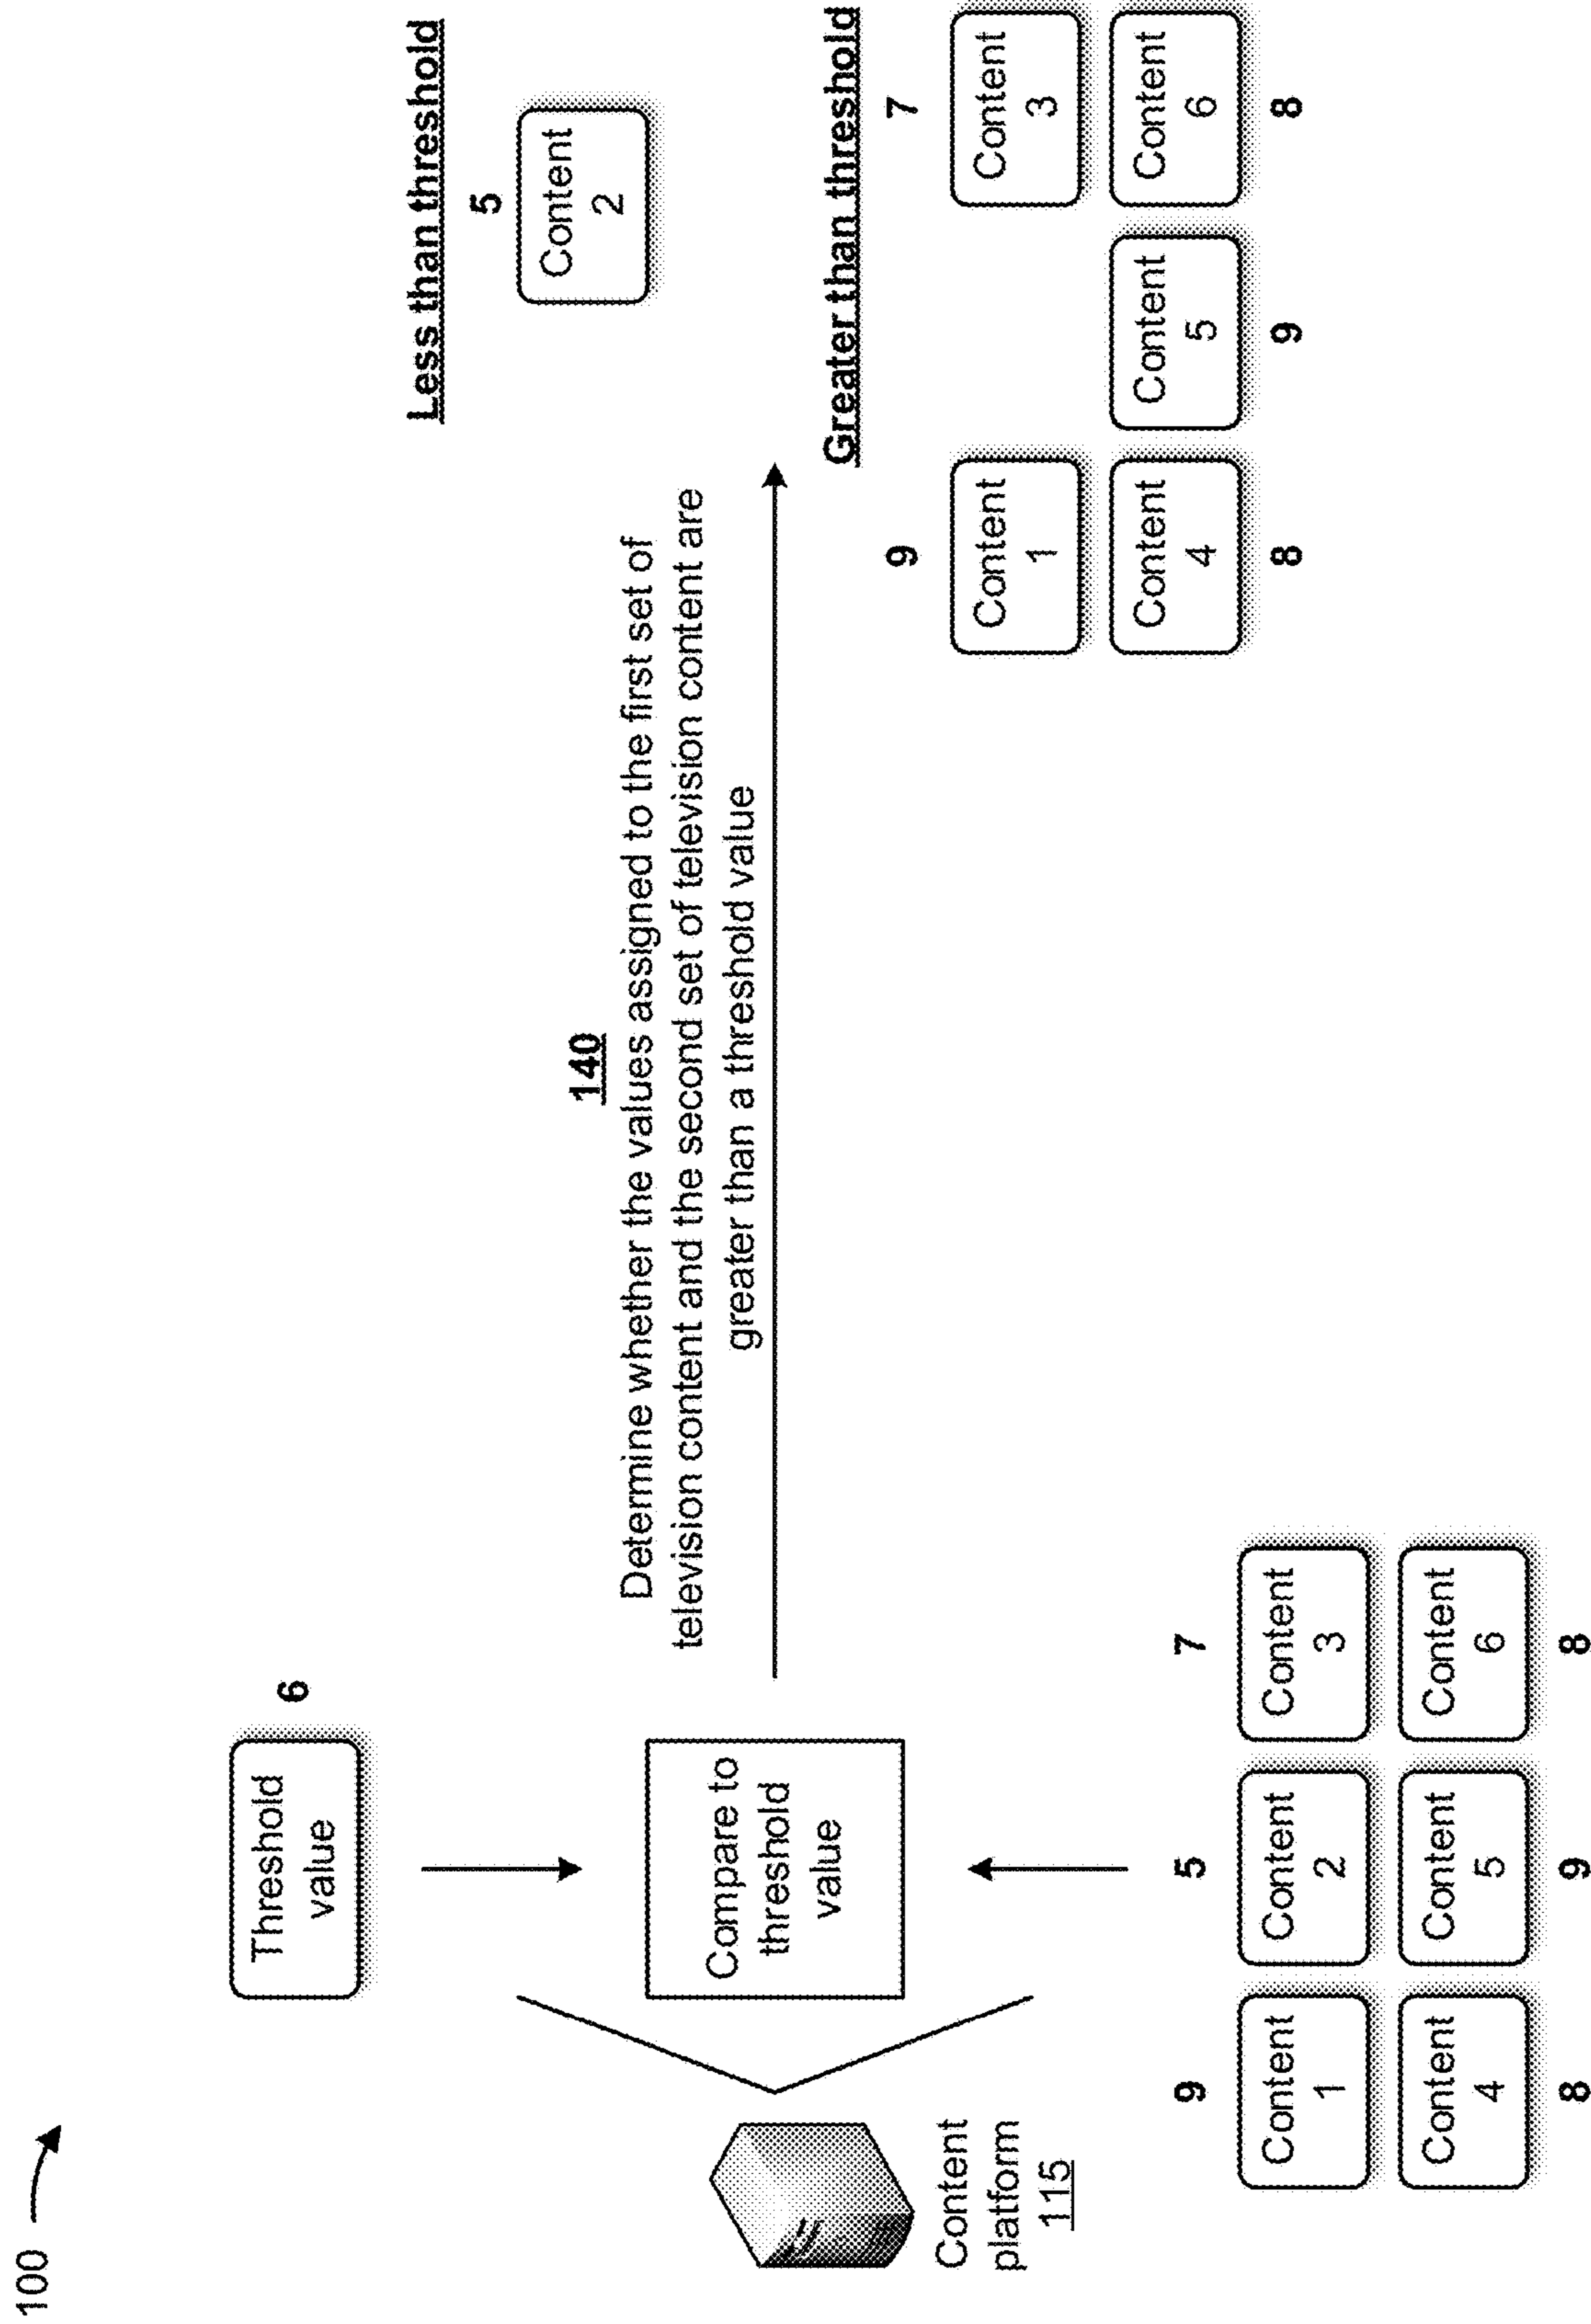 100
Threshold
value
6
Compare to
threshold
value
Content
platform
115
9
5
7
Content
1
Content
2
Content
3
Content
4
Content
5
Content
6
8
9
8
140
Determine whether the values assigned to the first set of
television content and the second set of television content are
greater than a threshold value
Less than threshold
5
Content
2
Greater than threshold
9
7
Content
1
Content
3
Content
4
Content
5
Content
6
8
9
8